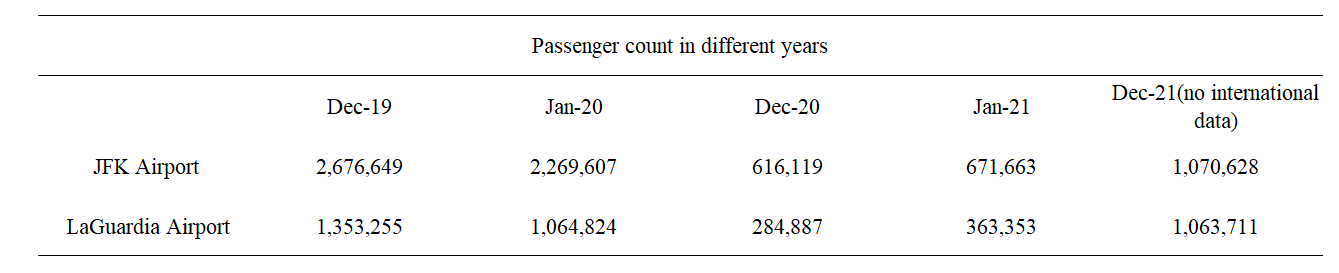 Passenger count in different years
Dec-19 Jan-20 Dec-20 Jan-21 Dec-21(no international
data)
JFK Airport 2,676,649 2,269,607 616,119 671,663 1,070,628
LaGuardia Airport 1,353,255 1,064,824 284,887 363,353 1,063,711